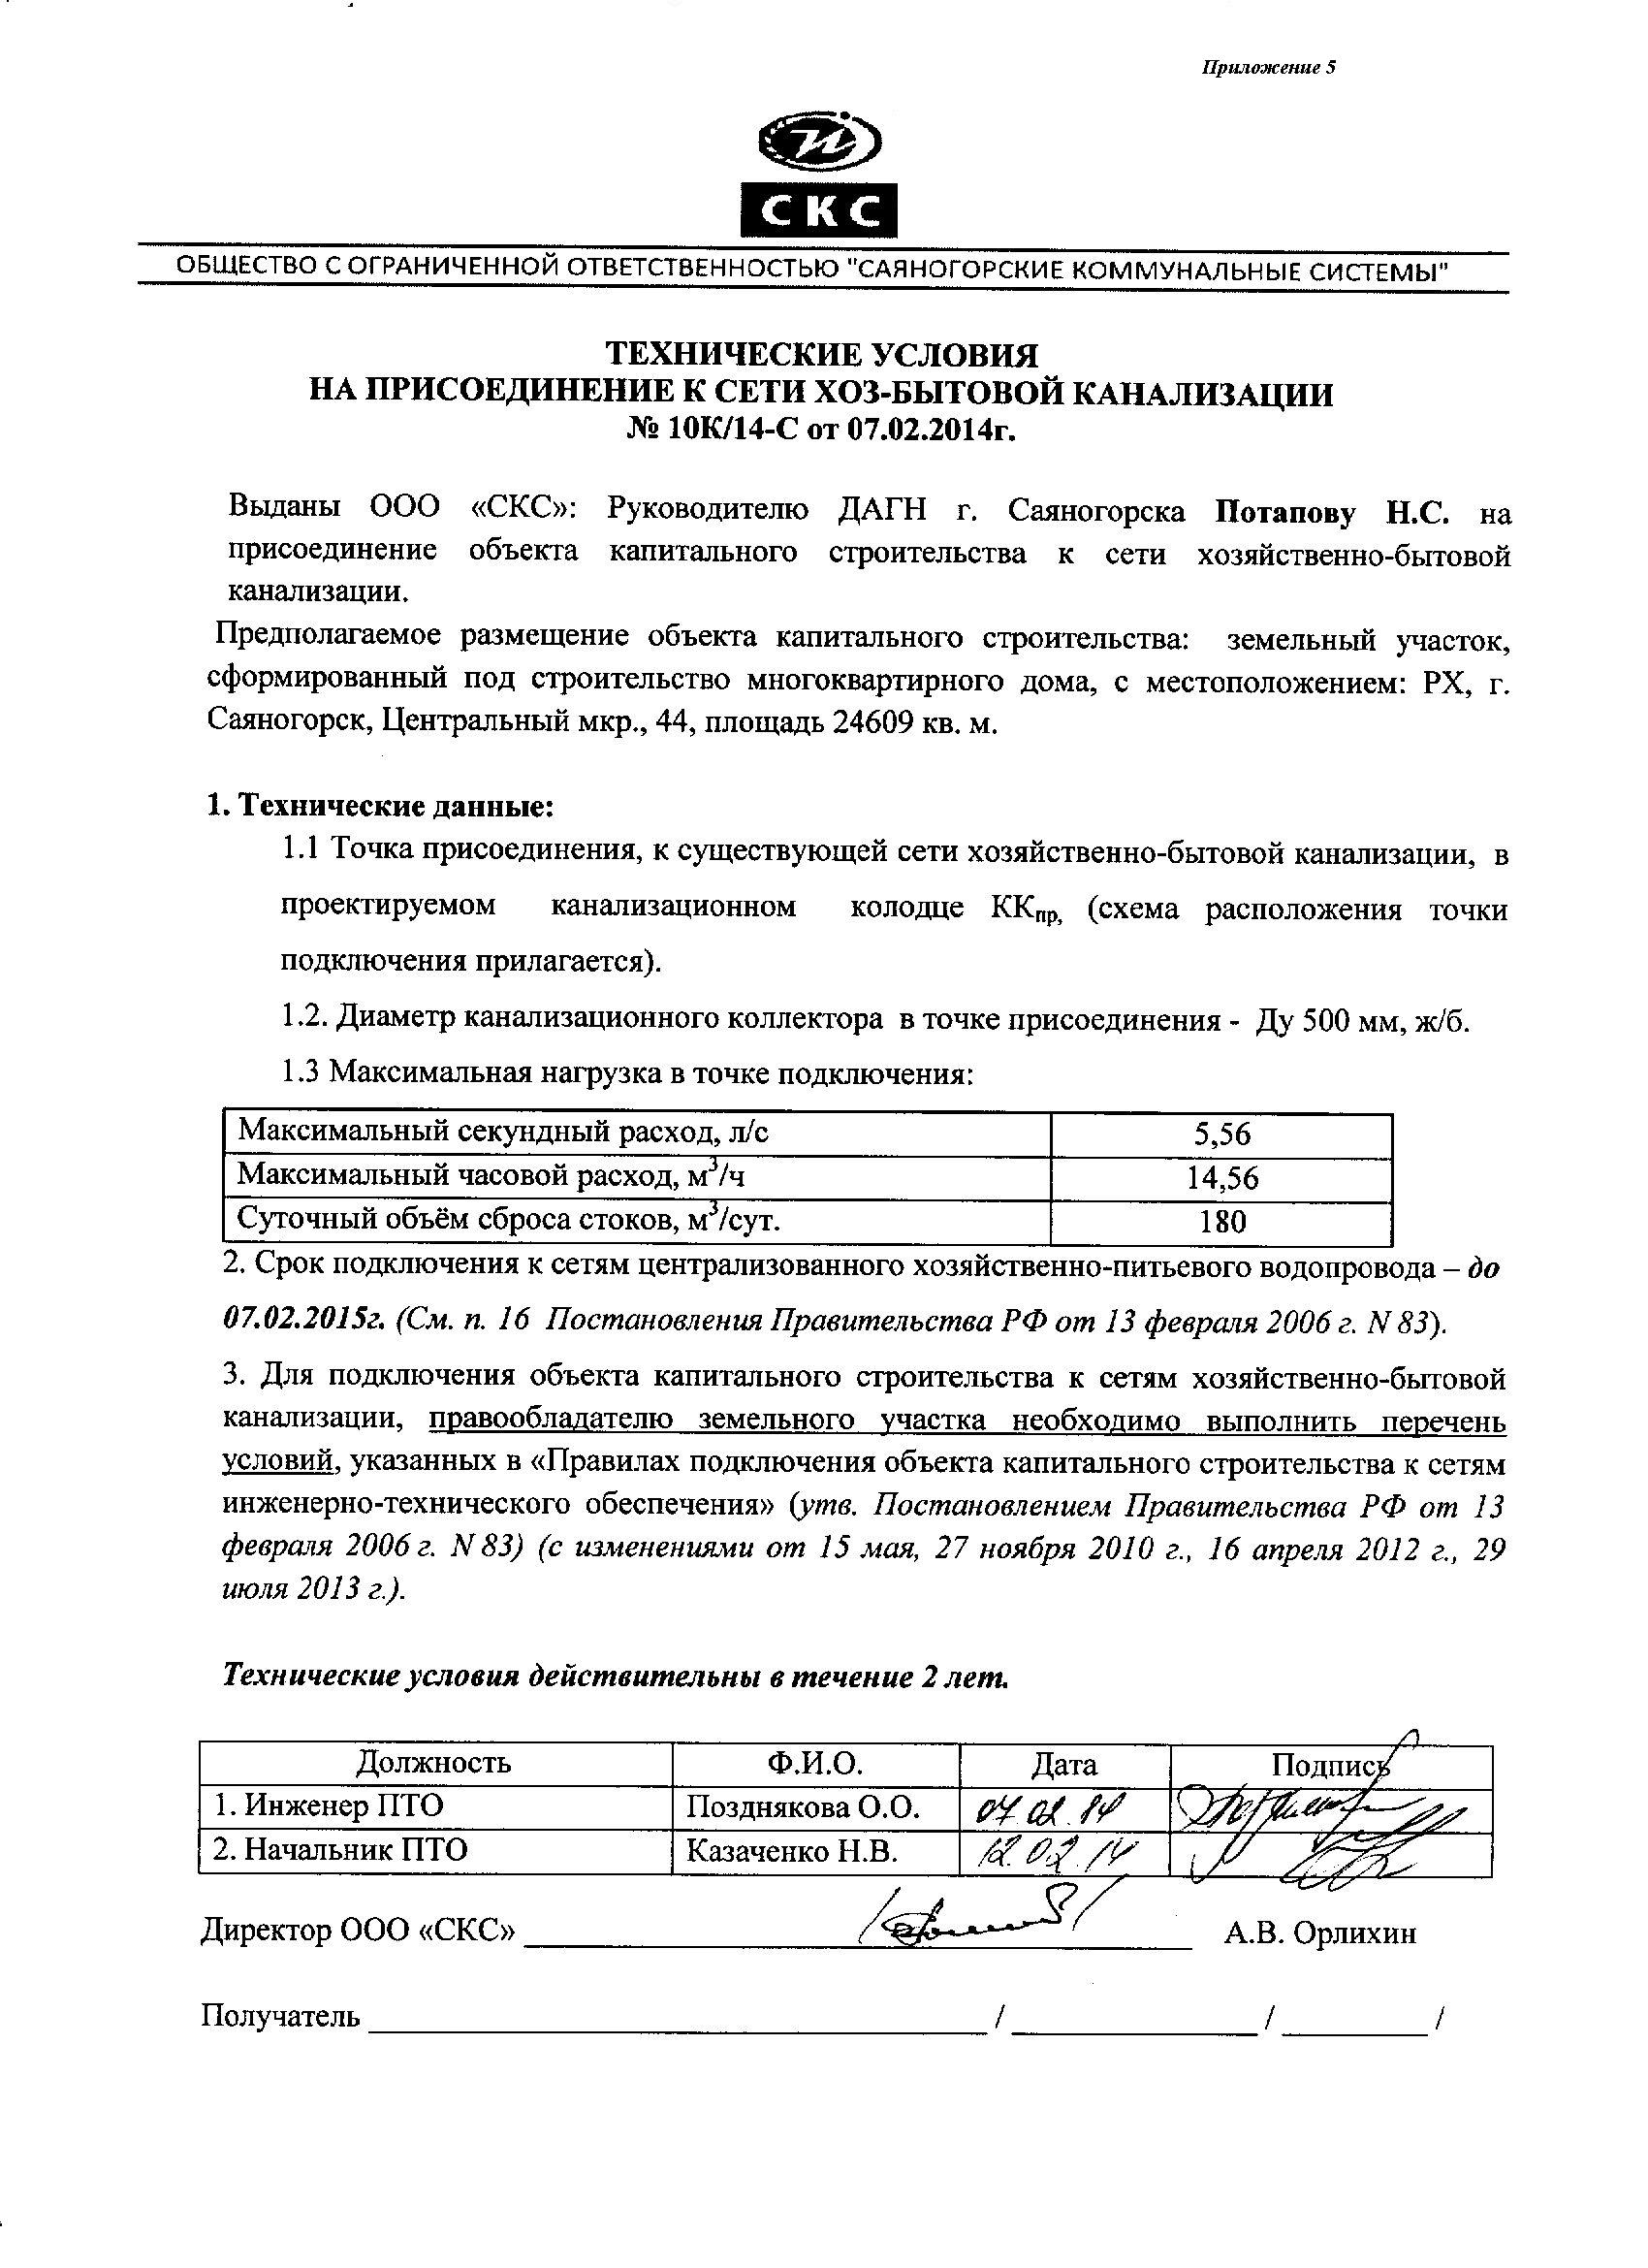 Приложение 5
СКС
ОБЩЕСТВО С ОГРАНИЧЕННОЙ ОТВЕТСТВЕННОСТЬЮ "САЯНОГОРСКИЕ КОММУНАЛЬНЫЕ СИСТЕМЫ"
ТЕХНИЧЕСКИЕ УСЛОВИЯ
НА ПРИСОЕДИНЕНИЕ К СЕТИ ХОЗ-БЫТОВОЙ КАНАЛИЗАЦИИ
№ 10К/14-С от 07.02.2014г.
Выданы ООО «СКС»: Руководителю ДАГН г. Саяногорска Потапову Н.С. на
присоединение объекта капитального строительства к сети хозяйственно-бытовой
канализации.
Предполагаемое размещение объекта капитального строительства: земельный участок,
сформированный под строительство многоквартирного дома, с местоположением: РХ, г.
Саяногорск, Центральный мкр., 44, площадь 24609 кв. м.
1. Технические данные:
1.1 Точка присоединения, к существующей сети хозяйственно-бытовой канализации, в
проектируемом канализационном колодце ККпр, (схема расположения точки
подключения прилагается).
1.2. Диаметр канализационного коллектора в точке присоединения - Ду 500 мм, ж/б.
1.3 Максимальная нагрузка в точке подключения:
Максимальный секундный расход, л/с 5,56
Максимальный часовой расход, м³/ч 14,56
Суточный объём сброса стоков, м³/сут. 180
2. Срок подключения к сетям централизованного хозяйственно-питьевого водопровода – до
07.02.2015г. (См. п. 16 Постановления Правительства РФ от 13 февраля 2006 г. N 83).
3. Для подключения объекта капитального строительства к сетям хозяйственно-бытовой
канализации, правообладателю земельного участка необходимо выполнить перечень
условий, указанных в «Правилах подключения объекта капитального строительства к сетям
инженерно-технического обеспечения» (утв. Постановлением Правительства РФ от 13
февраля 2006 г. N 83) (с изменениями от 15 мая, 27 ноября 2010 г., 16 апреля 2012 г., 29
июля 2013 г.).
Технические условия действительны в течение 2 лет.
Должность Ф.И.О. Дата Подпись
1. Инженер ПТО Позднякова О.О. 07.02.14
2. Начальник ПТО Казаченко Н.В. 12.02.14
Директор ООО «СКС» А.В. Орлихин
Получатель / / /